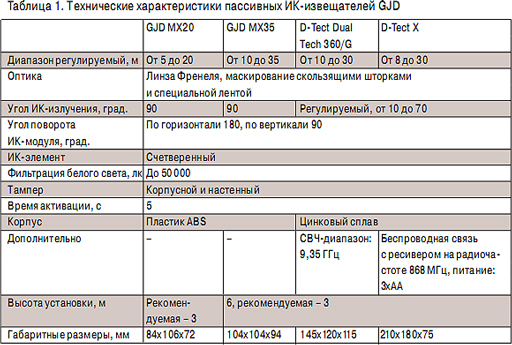 Таблица 1. Технические характеристики пассивных ИК-извещателей GJD
GJD MX20 GJD MX35 D-Tect Dual D-Tect X
Tech 360/G
Диапазон регулируемый, м От 5 до 20 От 10 до 35 От 10 до 30 От 8 до 30
Оптика Линза Френеля, маскирование скользящими шторками
и специальной лентой
Угол ИК-излучения, град. 90 90 Регулируемый, от 10 до 70
Угол поворота По горизонтали 180, по вертикали 90
ИК-модуля, град.
ИК-элемент Счетверенный
Фильтрация белого света, лк До 50 000
Тампер Корпусной и настенный
Время активации, с 5
Корпус Пластик ABS Цинковый сплав
Дополнительно – – СВЧ-диапазон: Беспроводная связь
9,35 ГГц с ресивером на радиоча-
стоте 868 МГц, питание:
3хАА
Высота установки, м Рекомен- 6, рекомендуемая – 3
дуемая – 3
Габаритные размеры, мм 84х106х72 104х104х94 145х120х115 210х180х75